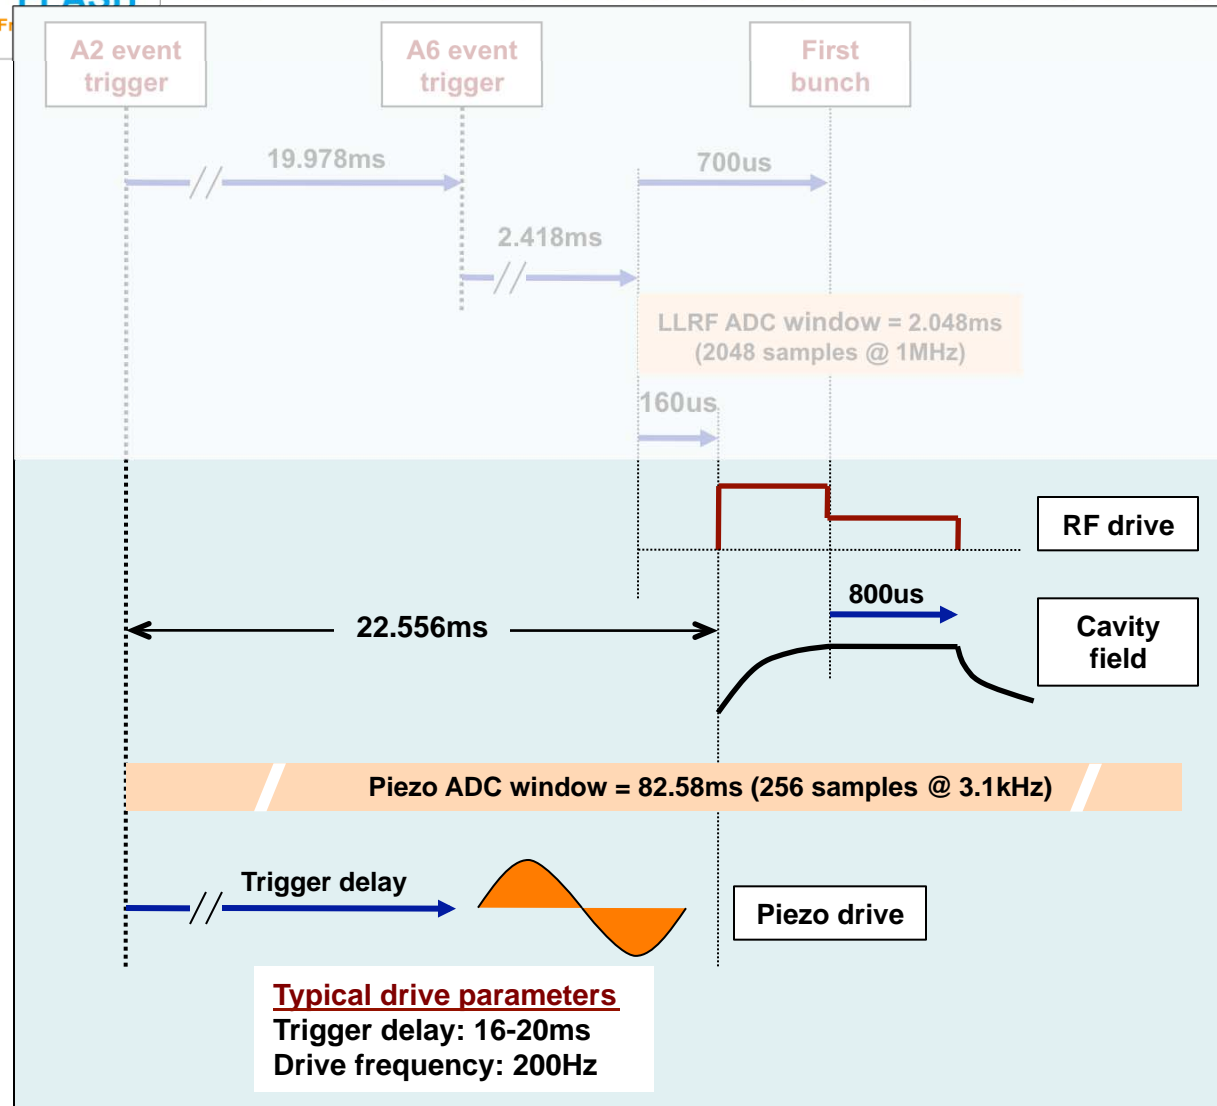 A2 event
trigger
A6 event
trigger
First
bunch
19.978ms
700us
2.418ms
LLRF ADC window = 2.048ms
(2048 samples @ 1MHz)
160us
RF drive
800us
22.556ms
Cavity
field
Piezo ADC window = 82.58ms (256 samples @ 3.1kHz)
Trigger delay
Piezo drive
Typical drive parameters
Trigger delay: 16-20ms
Drive frequency: 200Hz